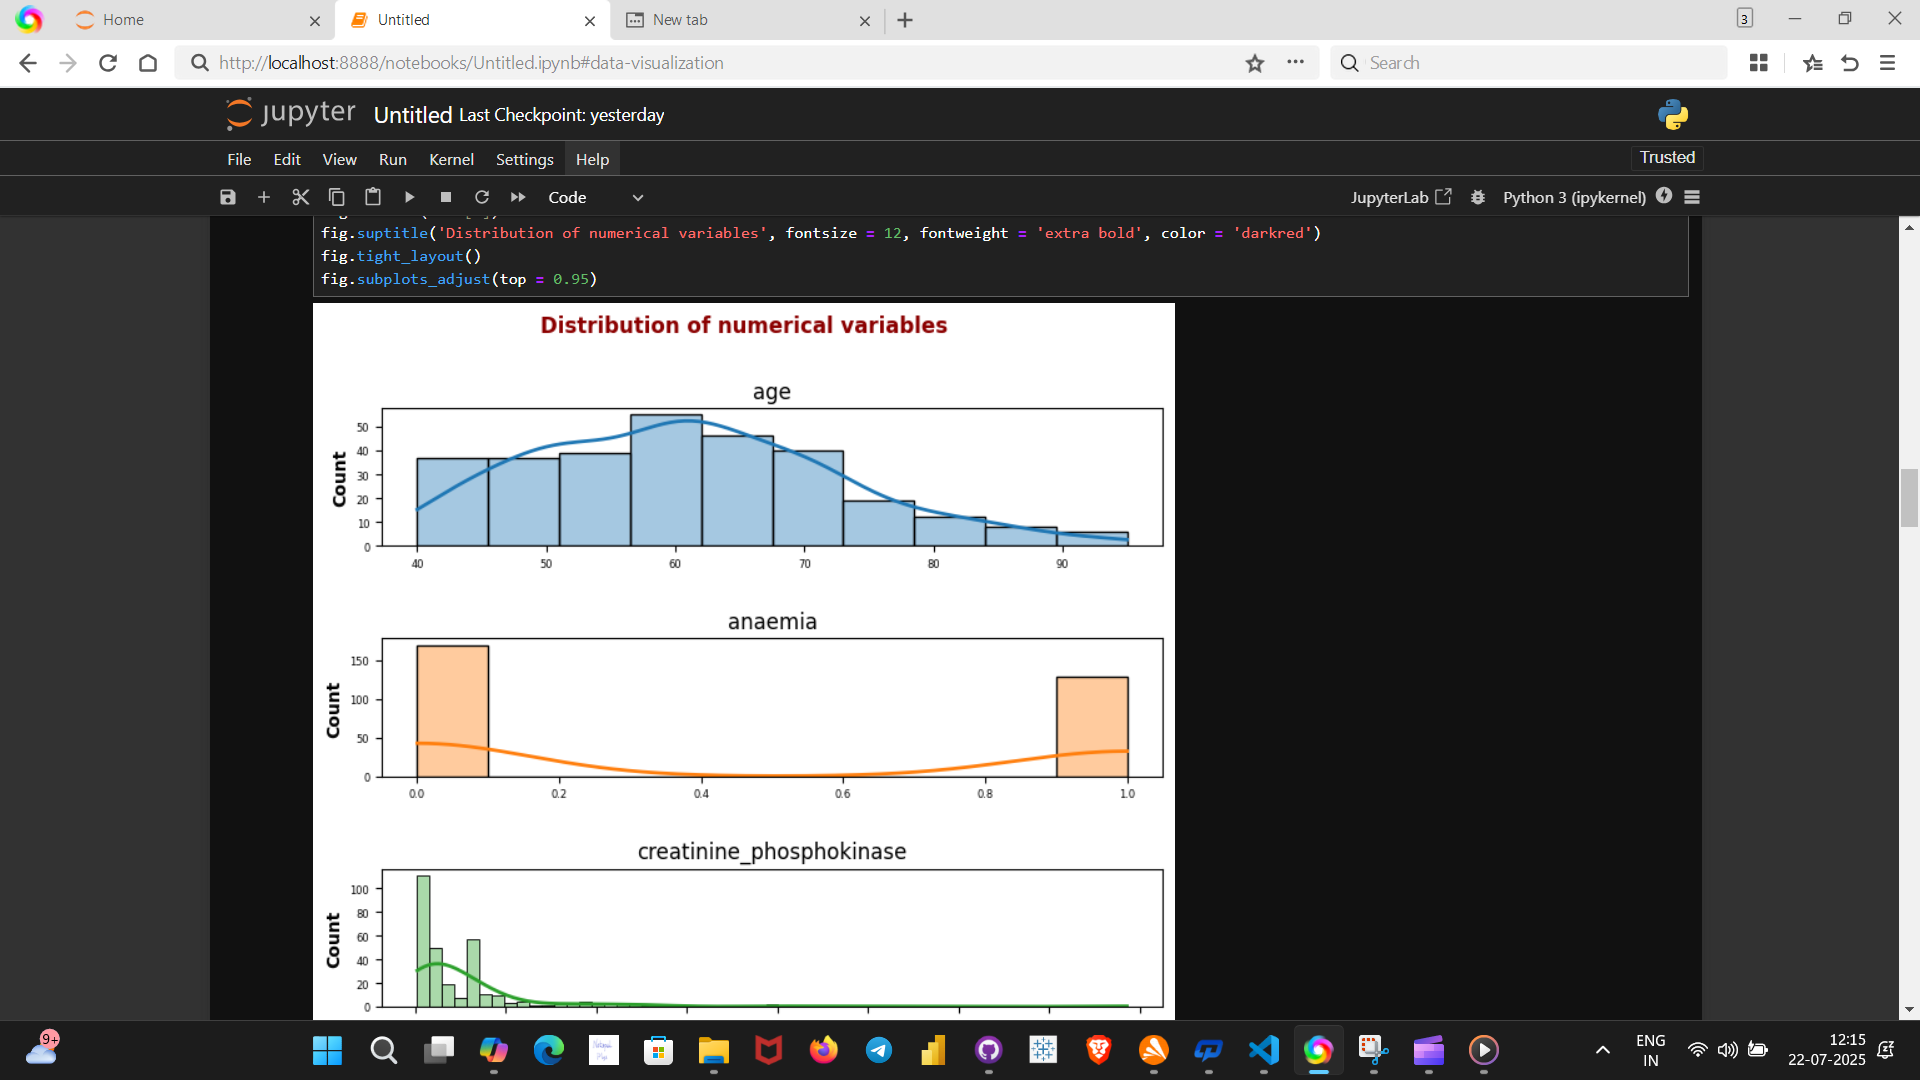 Home
Untitled
New tab
3
http://localhost:8888/notebooks/Untitled.ipynb#data-visualization
Search
jupyter Untitled Last Checkpoint: yesterday
File Edit View Run Kernel Settings Help
Trusted
Code
JupyterLab
Python 3 (ipykernel)
fig.suptitle('Distribution of numerical variables', fontsize = 12, fontweight = 'extra bold', color = 'darkred')
fig.tight_layout()
fig.subplots_adjust(top = 0.95)
Distribution of numerical variables
age
Count
50
40
30
20
10
0
40 50 60 70 80 90
anaemia
Count
150
100
50
0
0.0 0.2 0.4 0.6 0.8 1.0
creatinine_phosphokinase
Count
100
80
60
40
20
0
9+
ENG
IN
12:15
22-07-2025